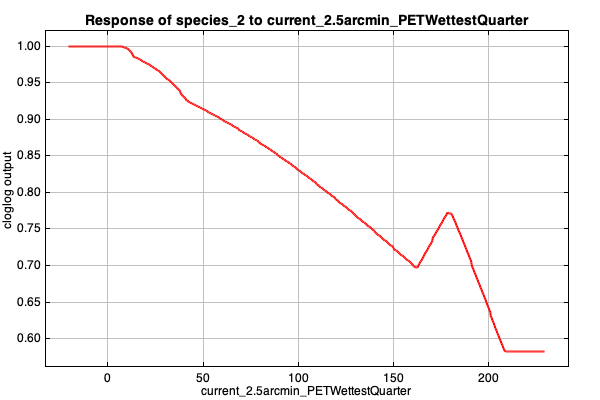 Response of species_2 to current_2.5arcmin_PETWettestQuarter
1.00
0.95
0.90
0.85
0.80
0.75
0.70
0.65
0.60
cloglog output
0 50 100 150 200
current_2.5arcmin_PETWettestQuarter